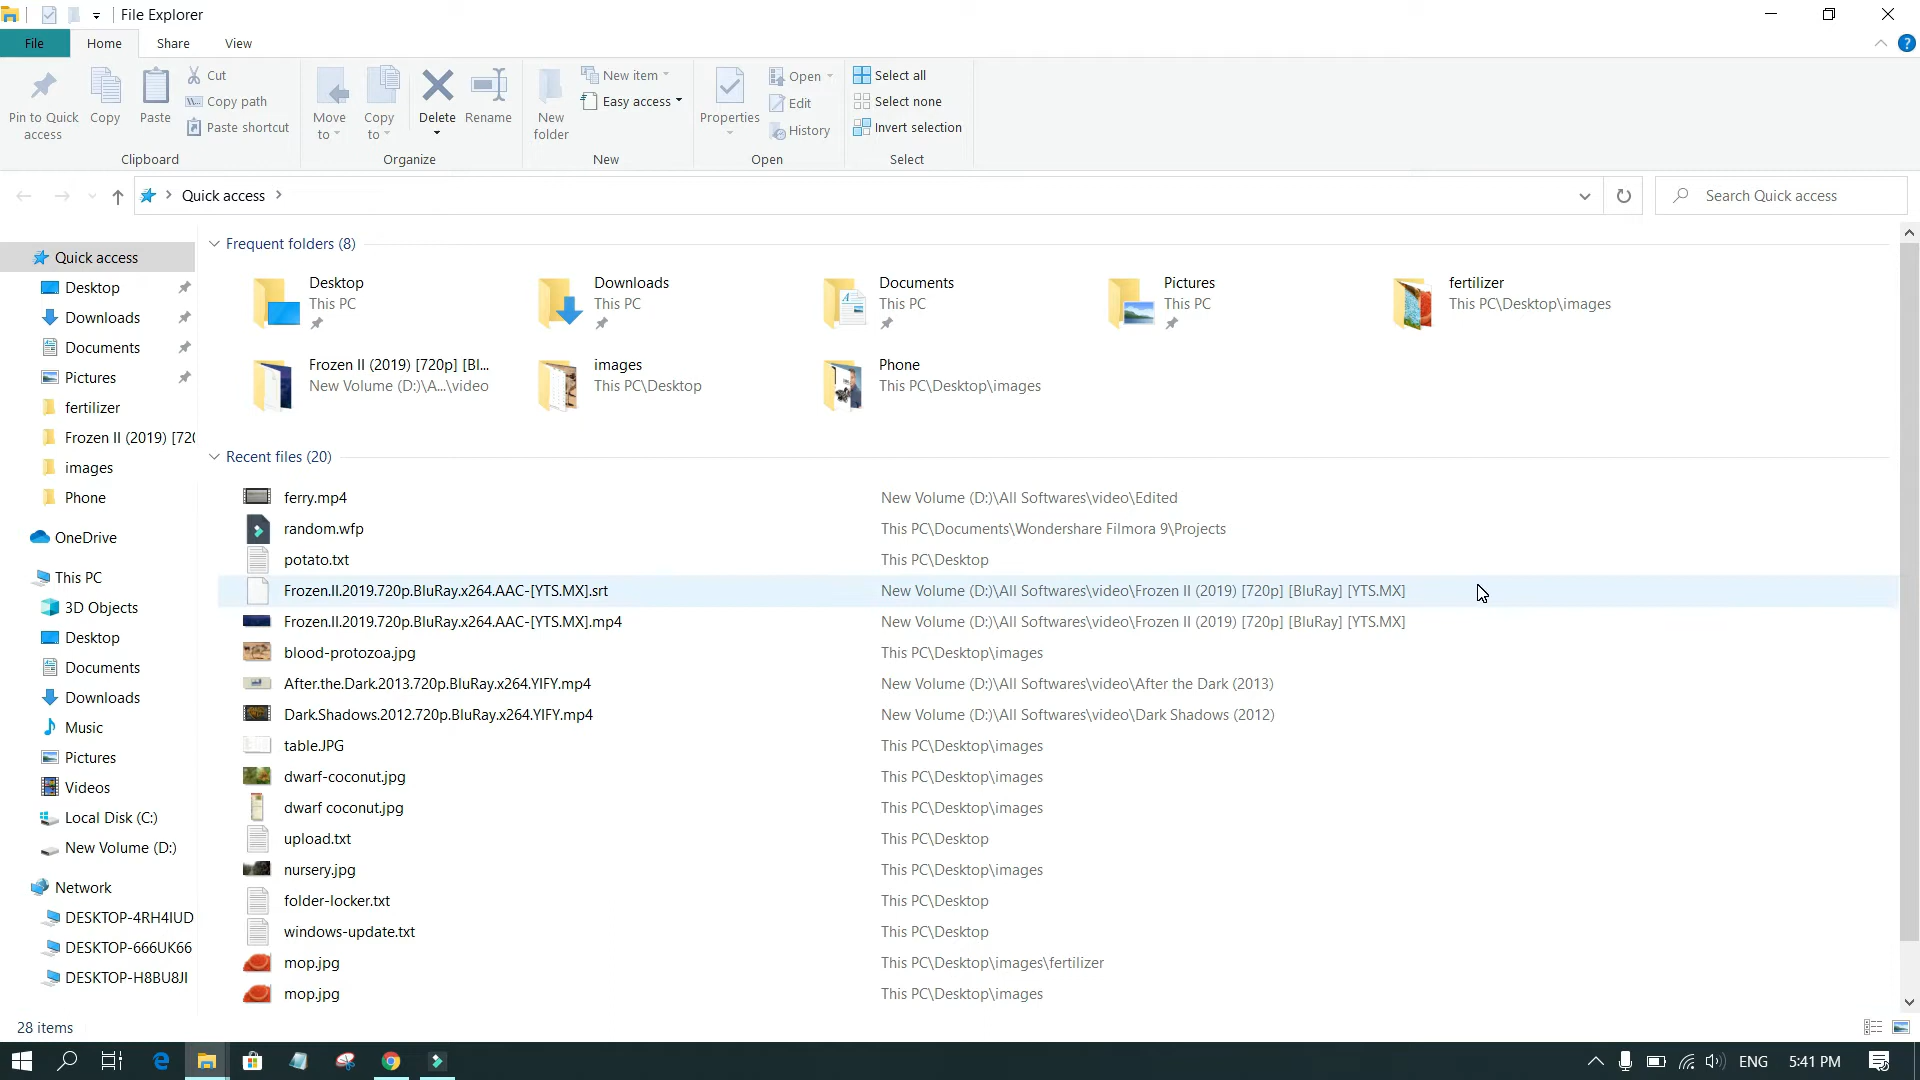 File Explorer
File Home Share View
Pin to Quick access
Copy
Paste
Cut
Copy path
Paste shortcut
Clipboard
Move to
Copy to
Delete
Rename
Organize
New folder
New item
Easy access
New
Properties
Open
Edit
History
Open
Select all
Select none
Invert selection
Select
Quick access
Search Quick access
Quick access
Desktop
Downloads
Documents
Pictures
fertilizer
Frozen II (2019) [720
images
Phone
OneDrive
This PC
3D Objects
Desktop
Documents
Downloads
Music
Pictures
Videos
Local Disk (C:)
New Volume (D:)
Network
DESKTOP-4RH4IUD
DESKTOP-666UK66
DESKTOP-H8BU8JI
Frequent folders (8)
Desktop
This PC
Downloads
This PC
Documents
This PC
Pictures
This PC
fertilizer
This PC\Desktop\images
Frozen II (2019) [720p] [Bl...
New Volume (D:)\A...\video
images
This PC\Desktop
Phone
This PC\Desktop\images
Recent files (20)
ferry.mp4 New Volume (D:)\All Softwares\video\Edited
random.wfp This PC\Documents\Wondershare Filmora 9\Projects
potato.txt This PC\Desktop
Frozen.II.2019.720p.BluRay.x264.AAC-[YTS.MX].srt New Volume (D:)\All Softwares\video\Frozen II (2019) [720p] [BluRay] [YTS.MX]
Frozen.II.2019.720p.BluRay.x264.AAC-[YTS.MX].mp4 New Volume (D:)\All Softwares\video\Frozen II (2019) [720p] [BluRay] [YTS.MX]
blood-protozoa.jpg This PC\Desktop\images
After.the.Dark.2013.720p.BluRay.x264.YIFY.mp4 New Volume (D:)\All Softwares\video\After the Dark (2013)
Dark.Shadows.2012.720p.BluRay.x264.YIFY.mp4 New Volume (D:)\All Softwares\video\Dark Shadows (2012)
table.JPG This PC\Desktop\images
dwarf-coconut.jpg This PC\Desktop\images
dwarf coconut.jpg This PC\Desktop\images
upload.txt This PC\Desktop
nursery.jpg This PC\Desktop\images
folder-locker.txt This PC\Desktop
windows-update.txt This PC\Desktop
mop.jpg This PC\Desktop\images\fertilizer
mop.jpg This PC\Desktop\images
28 items
ENG 5:41 PM